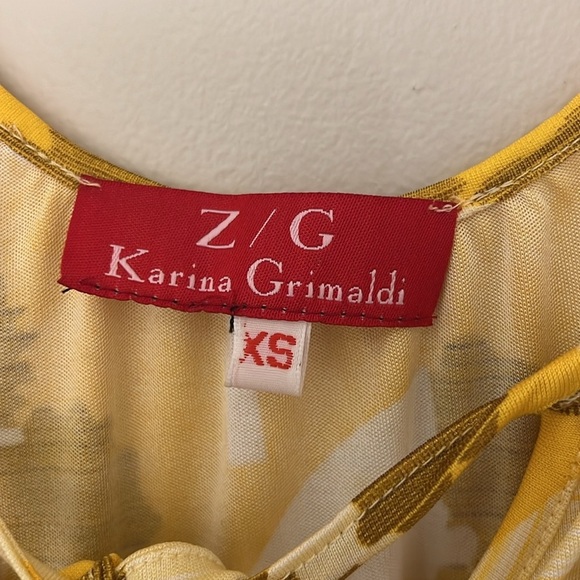 Z / G
Karina Grimaldi
XS